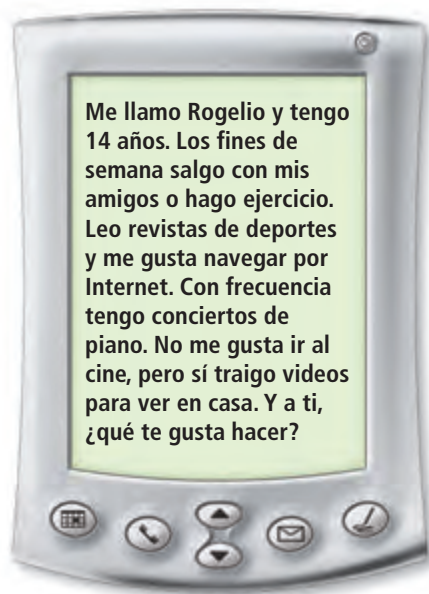 Me llamo Rogelio y tengo
14 años. Los fines de
semana salgo con mis
amigos o hago ejercicio.
Leo revistas de deportes
y me gusta navegar por
Internet. Con frecuencia
tengo conciertos de
piano. No me gusta ir al
cine, pero sí traigo videos
para ver en casa. Y a ti,
¿qué te gusta hacer?